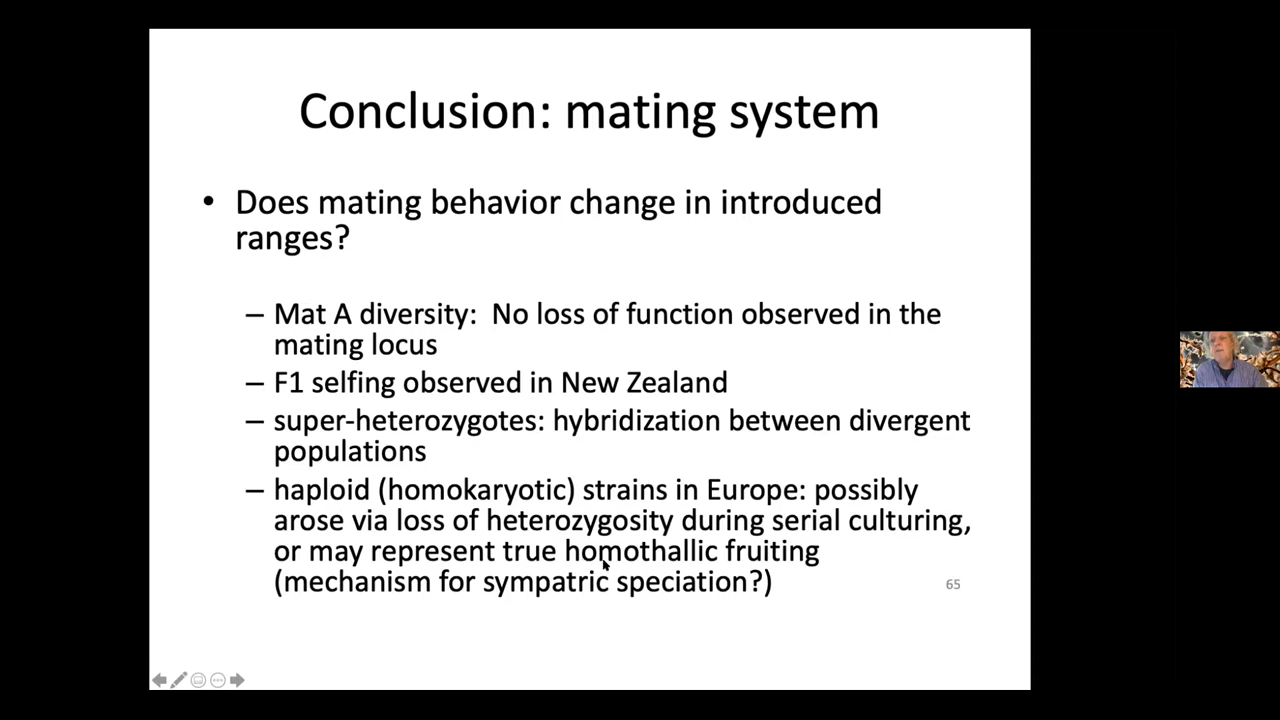 Conclusion: mating system
• Does mating behavior change in introduced
ranges?
– Mat A diversity:  No loss of function observed in the
mating locus
– F1 selfing observed in New Zealand
– super-heterozygotes: hybridization between divergent
populations
– haploid (homokaryotic) strains in Europe: possibly
arose via loss of heterozygosity during serial culturing,
or may represent true homothallic fruiting
(mechanism for sympatric speciation?)
65